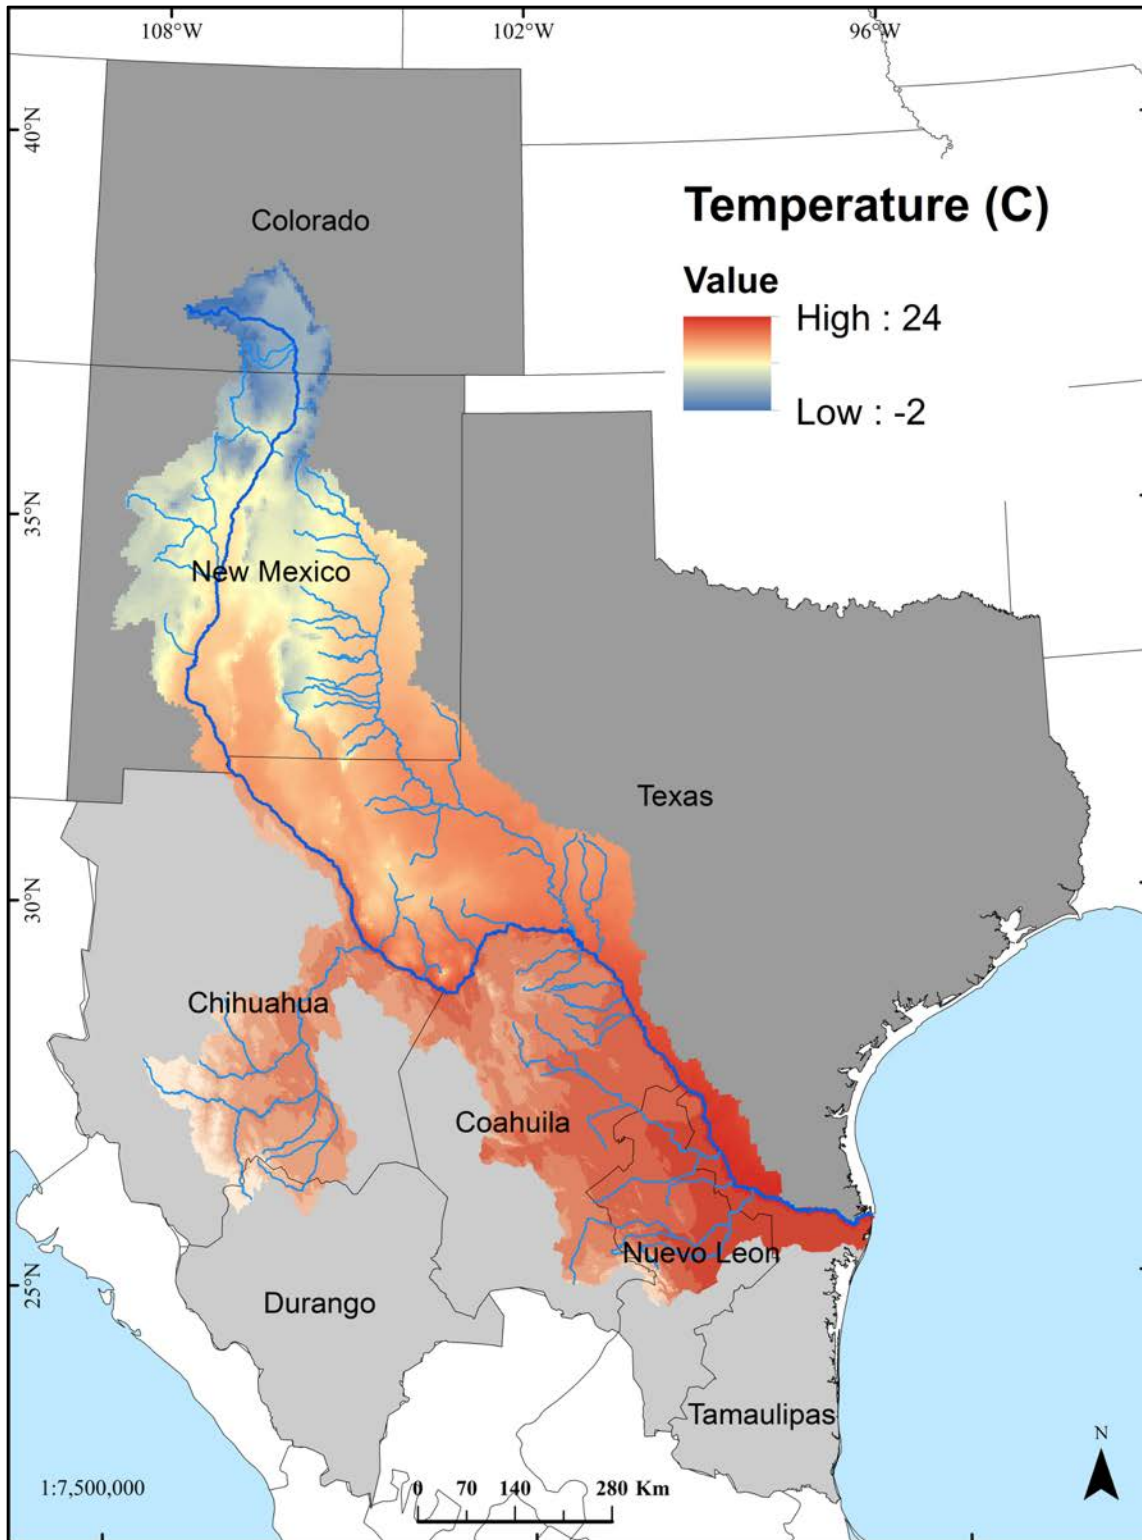 108°W
102°W
96°W
40°N
Colorado
Temperature (C)
Value
High : 24
Low : -2
35°N
New Mexico
Texas
30°N
Chihuahua
Coahuila
Nuevo Leon
25°N
Durango
Tamaulipas
N
1:7,500,000
0 70 140 280 Km